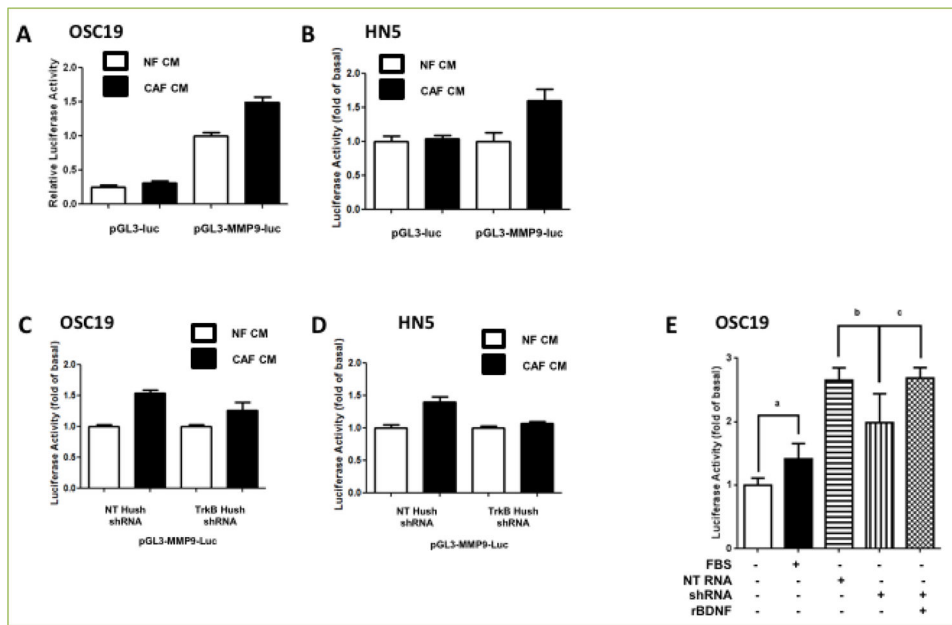 A OSC19
NF CM
CAF CM
Relative Luciferase Activity
2.0
1.5
1.0
0.5
0.0
pGL3-luc pGL3-MMP9-luc
B HN5
NF CM
CAF CM
Luciferase Activity (fold of basal)
2.0
1.5
1.0
0.5
0.0
pGL3-luc pGL3-MMP9-luc
C OSC19
NF CM
CAF CM
Luciferase Activity (fold of basal)
2.0
1.5
1.0
0.5
0.0
NT Hush TrkB Hush
shRNA shRNA
pGL3-MMP9-Luc
D HN5
NF CM
CAF CM
Luciferase Activity (fold of basal)
2.0
1.5
1.0
0.5
0.0
NT Hush TrkB Hush
shRNA shRNA
pGL3-MMP9-Luc
E OSC19
b c
a
Luciferase Activity (fold of basal)
3
2
1
0
FBS - + - - -
NT RNA - - + - -
shRNA - - - + +
rBDNF - - - - +